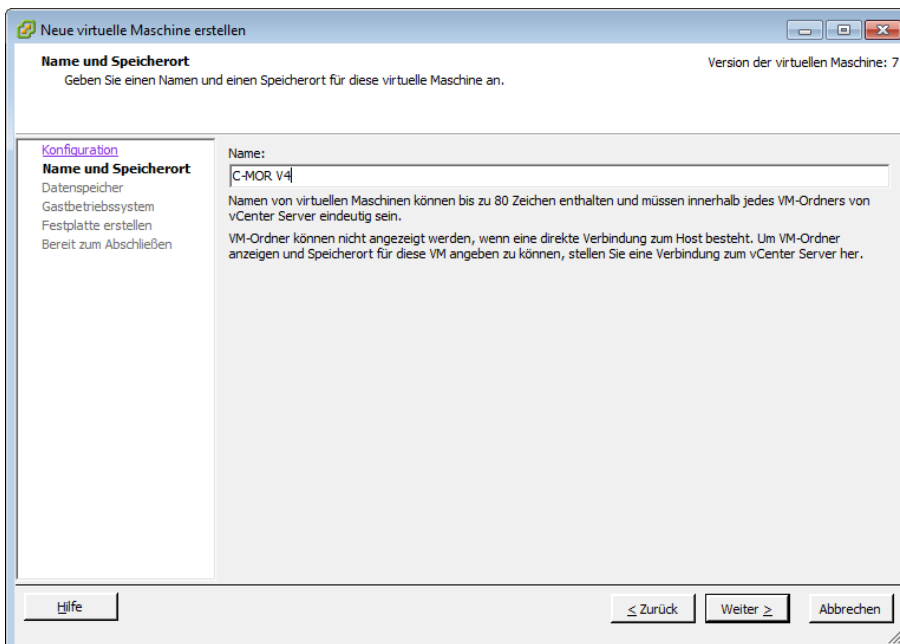 Neue virtuelle Maschine erstellen
Name und Speicherort
Geben Sie einen Namen und einen Speicherort für diese virtuelle Maschine an.
Version der virtuellen Maschine: 7
Konfiguration
Name und Speicherort
Datenspeicher
Gastbetriebssystem
Festplatte erstellen
Bereit zum Abschließen
Name:
C-MOR V4
Namen von virtuellen Maschinen können bis zu 80 Zeichen enthalten und müssen innerhalb jedes VM-Ordners von
vCenter Server eindeutig sein.
VM-Ordner können nicht angezeigt werden, wenn eine direkte Verbindung zum Host besteht. Um VM-Ordner
anzeigen und Speicherort für diese VM angeben zu können, stellen Sie eine Verbindung zum vCenter Server her.
Hilfe
< Zurück
Weiter >
Abbrechen